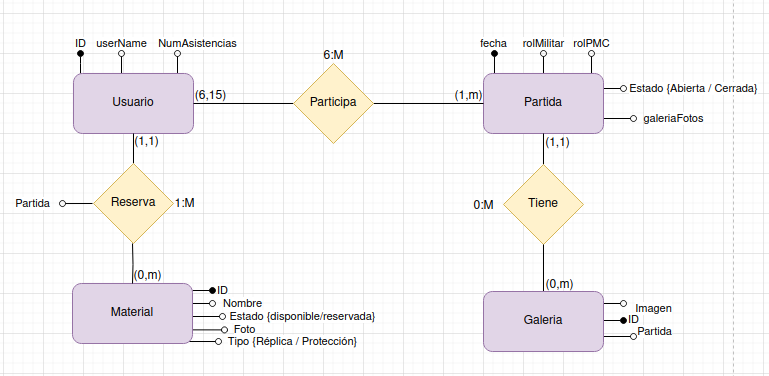 ID userName NumAsistencias
fecha rolMilitar rolPMC
6:M
Usuario
(6,15)
Participa
(1,m)
Partida
Estado {Abierta / Cerrada}
galeriaFotos
(1,1)
(1,1)
Partida
Reserva
1:M
0:M
Tiene
(0,m)
(0,m)
Material
ID
Nombre
Estado {disponible/reservada}
Foto
Tipo {Réplica / Protección}
Galeria
Imagen
ID
Partida